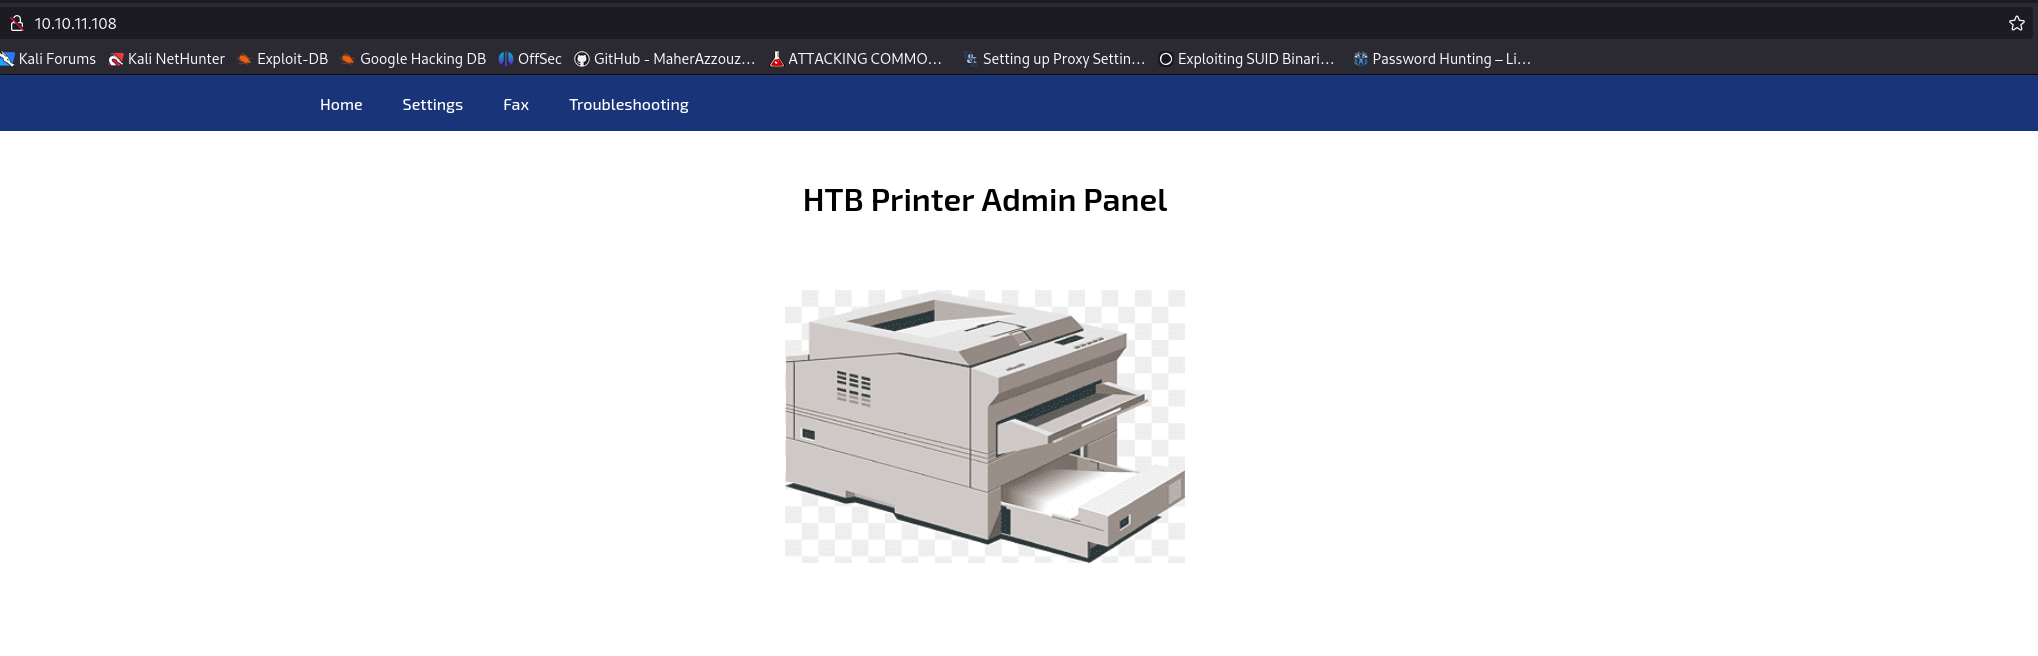 10.10.11.108
Kali Forums Kali NetHunter Exploit-DB Google Hacking DB OffSec GitHub - MaherAzzouz... ATTACKING COMMO... Setting up Proxy Settin... Exploiting SUID Binari... Password Hunting – Li...
Home Settings Fax Troubleshooting
HTB Printer Admin Panel